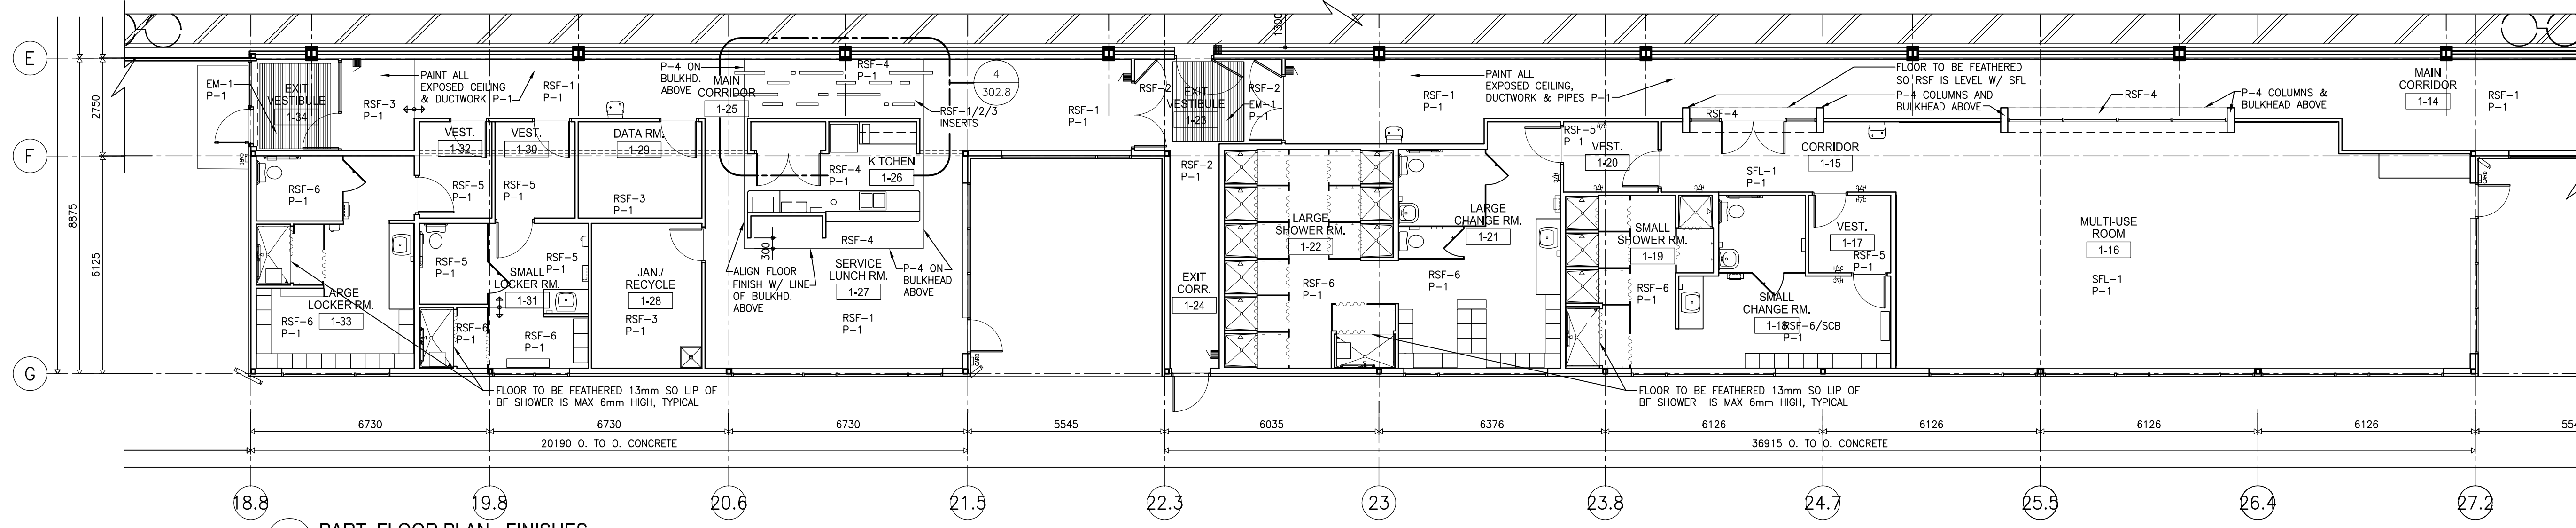 E
F
G
2750
8875
6125
1300
EM-1
P-1
EXIT
VESTIBULE
1-34
RSF-3
P-1
PAINT ALL
EXPOSED CEILING
& DUCTWORK P-1
RSF-1
P-1
P-4 ON
BULKHD.
ABOVE
MAIN
CORRIDOR
1-25
RSF-4
P-1
4
302.8
RSF-1/2/3
INSERTS
RSF-1
P-1
RSF-2
EXIT
VESTIBULE
1-23
RSF-2
EM-1
P-1
RSF-1
P-1
PAINT ALL
EXPOSED CEILING,
DUCTWORK & PIPES P-1
FLOOR TO BE FEATHERED
SO RSF IS LEVEL W/ SFL
P-4 COLUMNS AND
BULKHEAD ABOVE
RSF-4
RSF-4
P-4 COLUMNS &
BULKHEAD ABOVE
MAIN
CORRIDOR
1-14
RSF-1
P-1
VEST.
1-32
VEST.
1-30
DATA RM.
1-29
KITCHEN
1-26
RSF-4
P-1
RSF-6
P-1
RSF-5
P-1
RSF-5
P-1
RSF-3
P-1
RSF-2
P-1
RSF-5
P-1
VEST.
1-20
CORRIDOR
1-15
SFL-1
P-1
LARGE
LOCKER RM.
1-33
RSF-6
P-1
RSF-5
P-1
RSF-5
P-1
SMALL
LOCKER RM.
1-31
RSF-6
P-1
RSF-6
P-1
JAN./
RECYCLE
1-28
RSF-3
P-1
300
RSF-4
ALIGN FLOOR
FINISH W/ LINE
OF BULKHD.
ABOVE
SERVICE
LUNCH RM.
1-27
RSF-1
P-1
P-4 ON
BULKHEAD
ABOVE
EXIT
CORR.
1-24
LARGE
SHOWER RM.
1-22
RSF-6
P-1
LARGE
CHANGE RM.
1-21
RSF-6
P-1
SMALL
SHOWER RM.
1-19
RSF-6
P-1
SMALL
CHANGE RM.
1-18
RSF-6/SCB
P-1
VEST.
1-17
RSF-5
P-1
MULTI-USE
ROOM
1-16
SFL-1
P-1
FLOOR TO BE FEATHERED 13mm SO LIP OF
BF SHOWER IS MAX 6mm HIGH, TYPICAL
FLOOR TO BE FEATHERED 13mm SO LIP OF
BF SHOWER IS MAX 6mm HIGH, TYPICAL
6730
6730
6730
5545
6035
6376
6126
6126
6126
6126
20190 O. TO O. CONCRETE
36915 O. TO O. CONCRETE
18.8
19.8
20.6
21.5
22.3
23
23.8
24.7
25.5
26.4
27.2
PART FLOOR PLAN - FINISHES